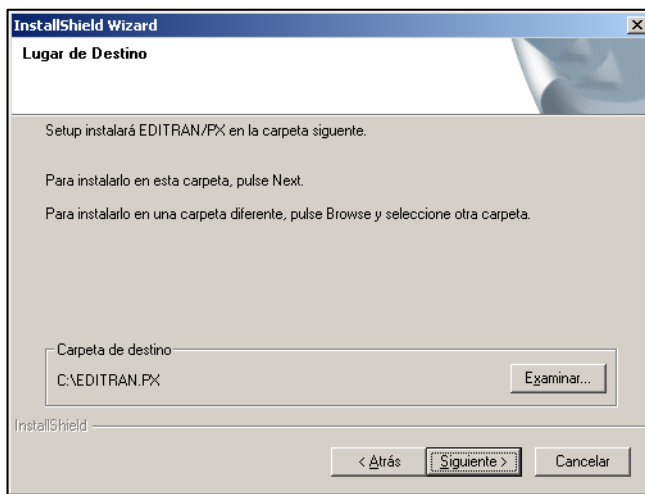 InstallShield Wizard
Lugar de Destino
Setup instalará EDITRAN/PX en la carpeta siguente.
Para instalarlo en esta carpeta, pulse Next.
Para instalarlo en una carpeta diferente, pulse Browse y seleccione otra carpeta.
Carpeta de destino
C:\EDITRAN.PX
Examinar...
InstallShield
< Atrás
Siguiente >
Cancelar